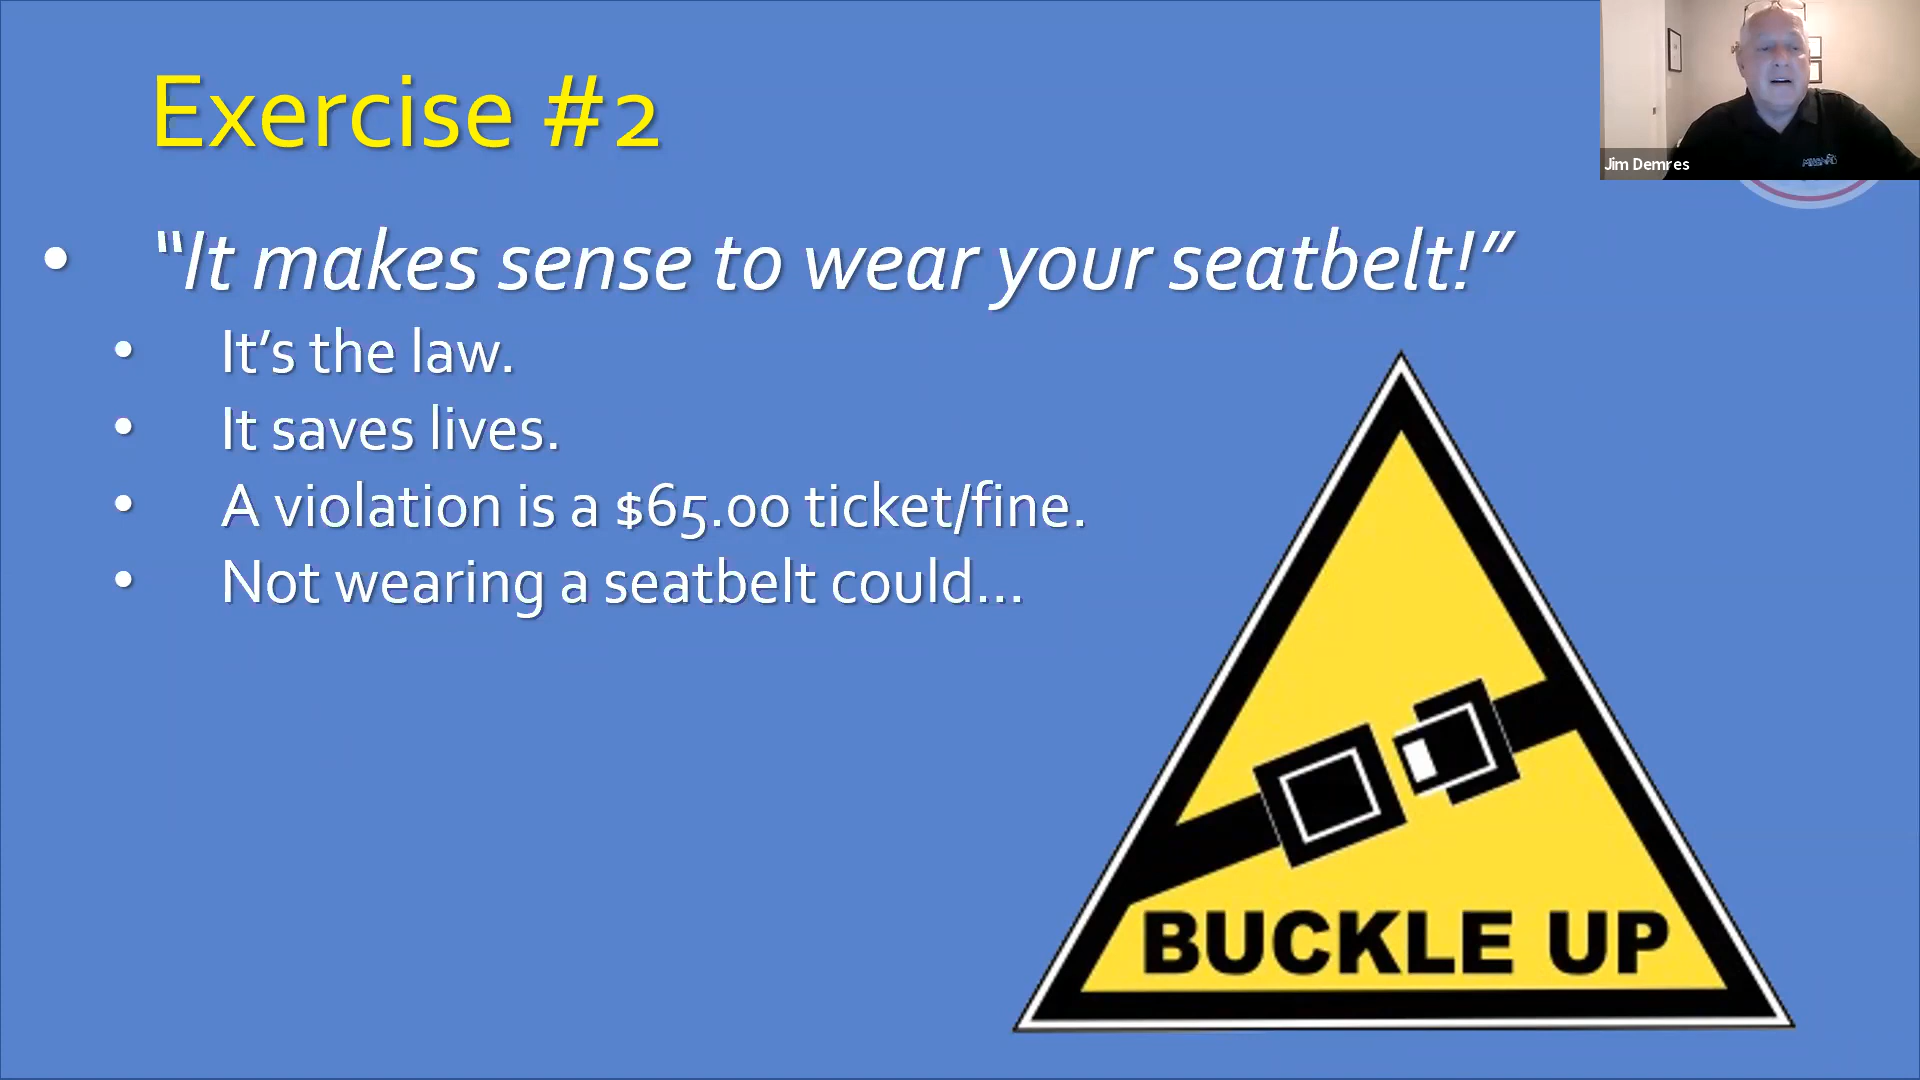 Exercise #2
• “It makes sense to wear your seatbelt!”
• It’s the law.
• It saves lives.
• A violation is a $65.00 ticket/fine.
• Not wearing a seatbelt could...
BUCKLE UP
Jim Demres